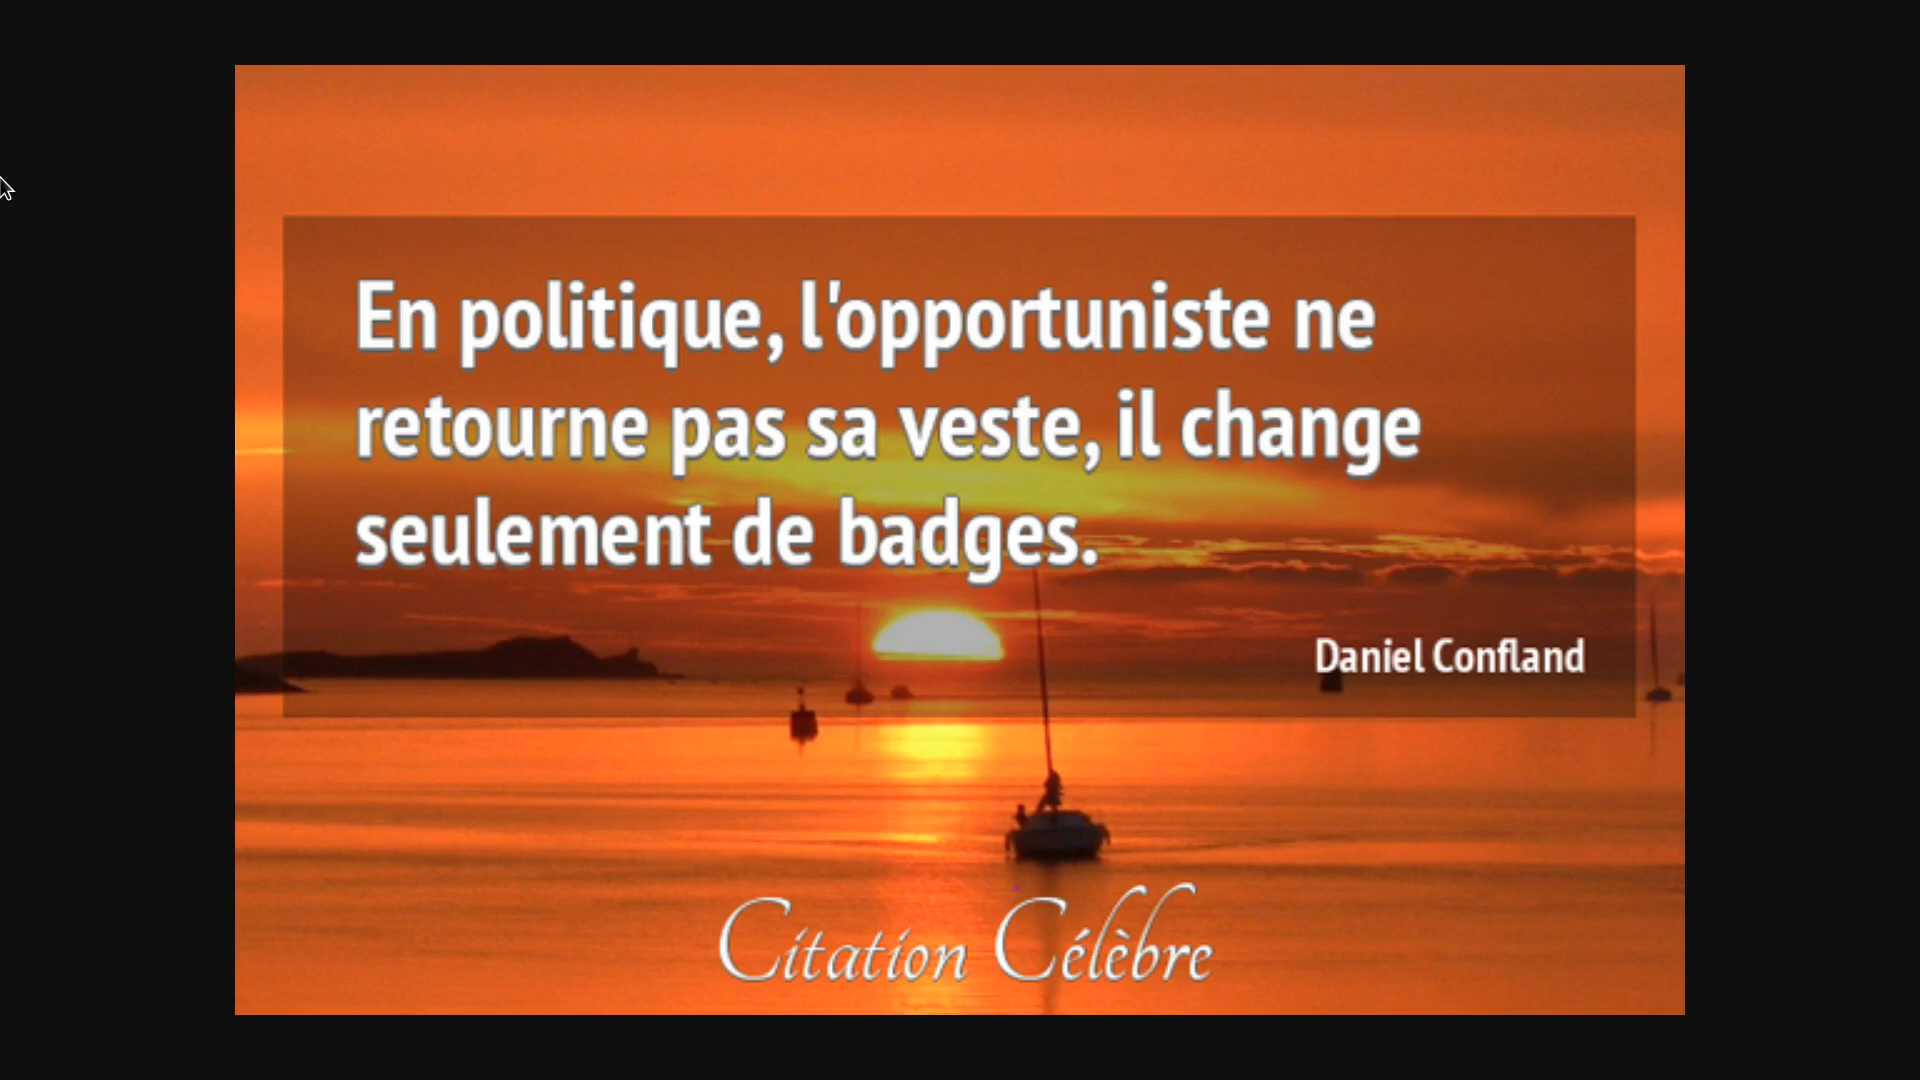 En politique, l'opportuniste ne
retourne pas sa veste, il change
seulement de badges.
Daniel Confland
Citation Célèbre